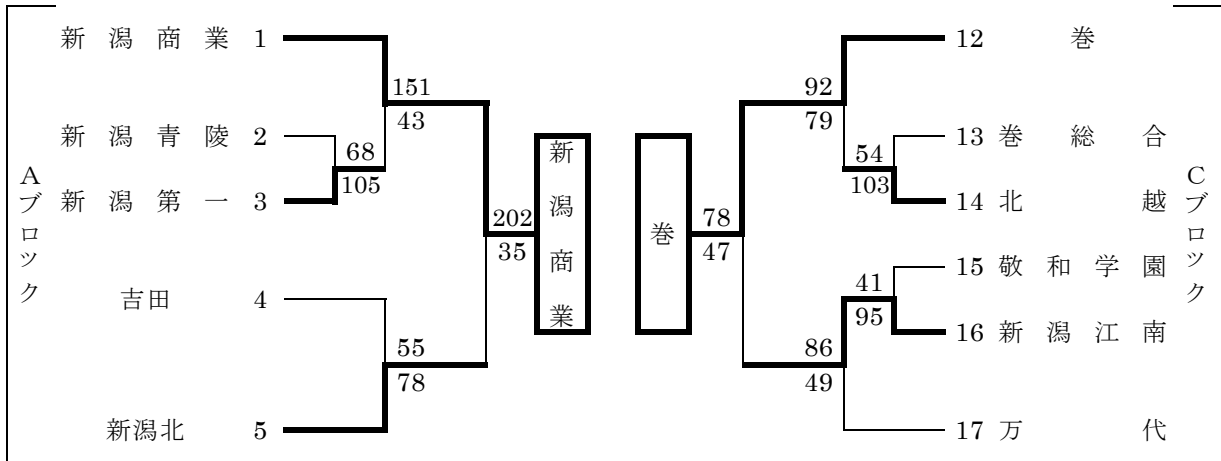 Aブロック
新潟商業 1
新潟青陵 2
新潟第一 3
吉田 4
新潟北 5
151
43
68
105
202
35
55
78
新潟商業
巻
92
79
54
103
78
47
41
95
86
49
12 巻
13 巻総合
14 北越
15 敬和学園
16 新潟江南
17 万代
Cブロック